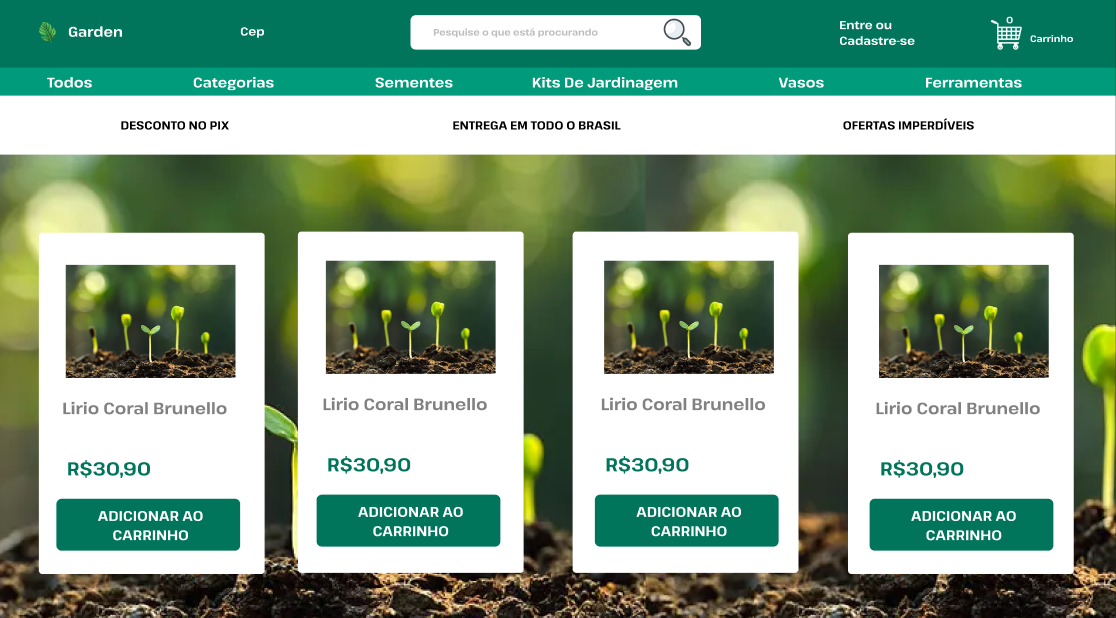 Garden
Cep
Pesquise o que está procurando
Entre ou
Cadastre-se
0
Carrinho
Todos
Categorias
Sementes
Kits De Jardinagem
Vasos
Ferramentas
DESCONTO NO PIX
ENTREGA EM TODO O BRASIL
OFERTAS IMPERDÍVEIS
Lirio Coral Brunello
R$30,90
ADICIONAR AO
CARRINHO
Lirio Coral Brunello
R$30,90
ADICIONAR AO
CARRINHO
Lirio Coral Brunello
R$30,90
ADICIONAR AO
CARRINHO
Lirio Coral Brunello
R$30,90
ADICIONAR AO
CARRINHO